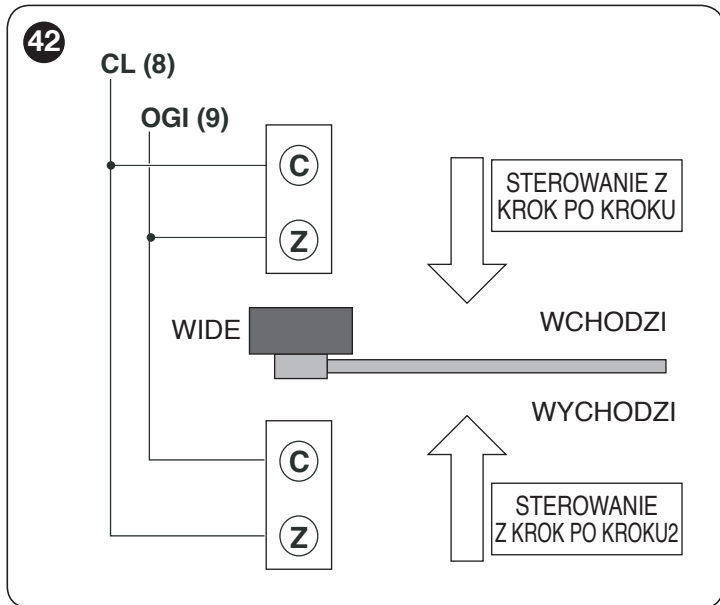 42
CL (8)
OGI (9)
C
Z
STEROWANIE Z
KROK PO KROKU
WIDE
WCHODZI
WYCHODZI
C
Z
STEROWANIE
Z KROK PO KROKU2